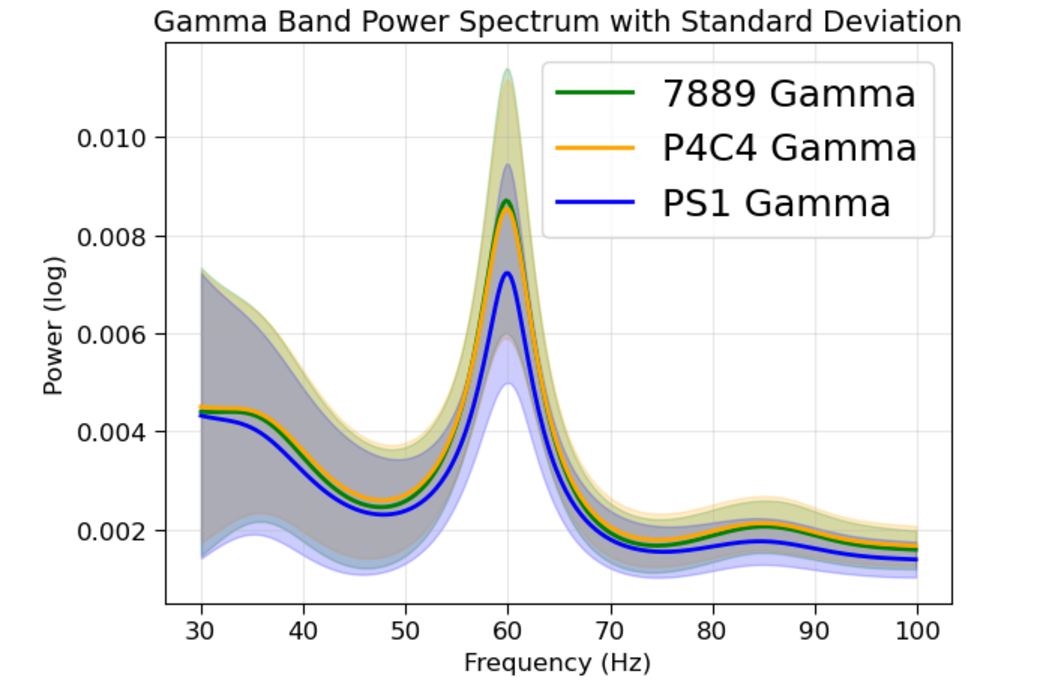 Gamma Band Power Spectrum with Standard Deviation
7889 Gamma
P4C4 Gamma
PS1 Gamma
Power (log)
0.010
0.008
0.006
0.004
0.002
30 40 50 60 70 80 90 100
Frequency (Hz)